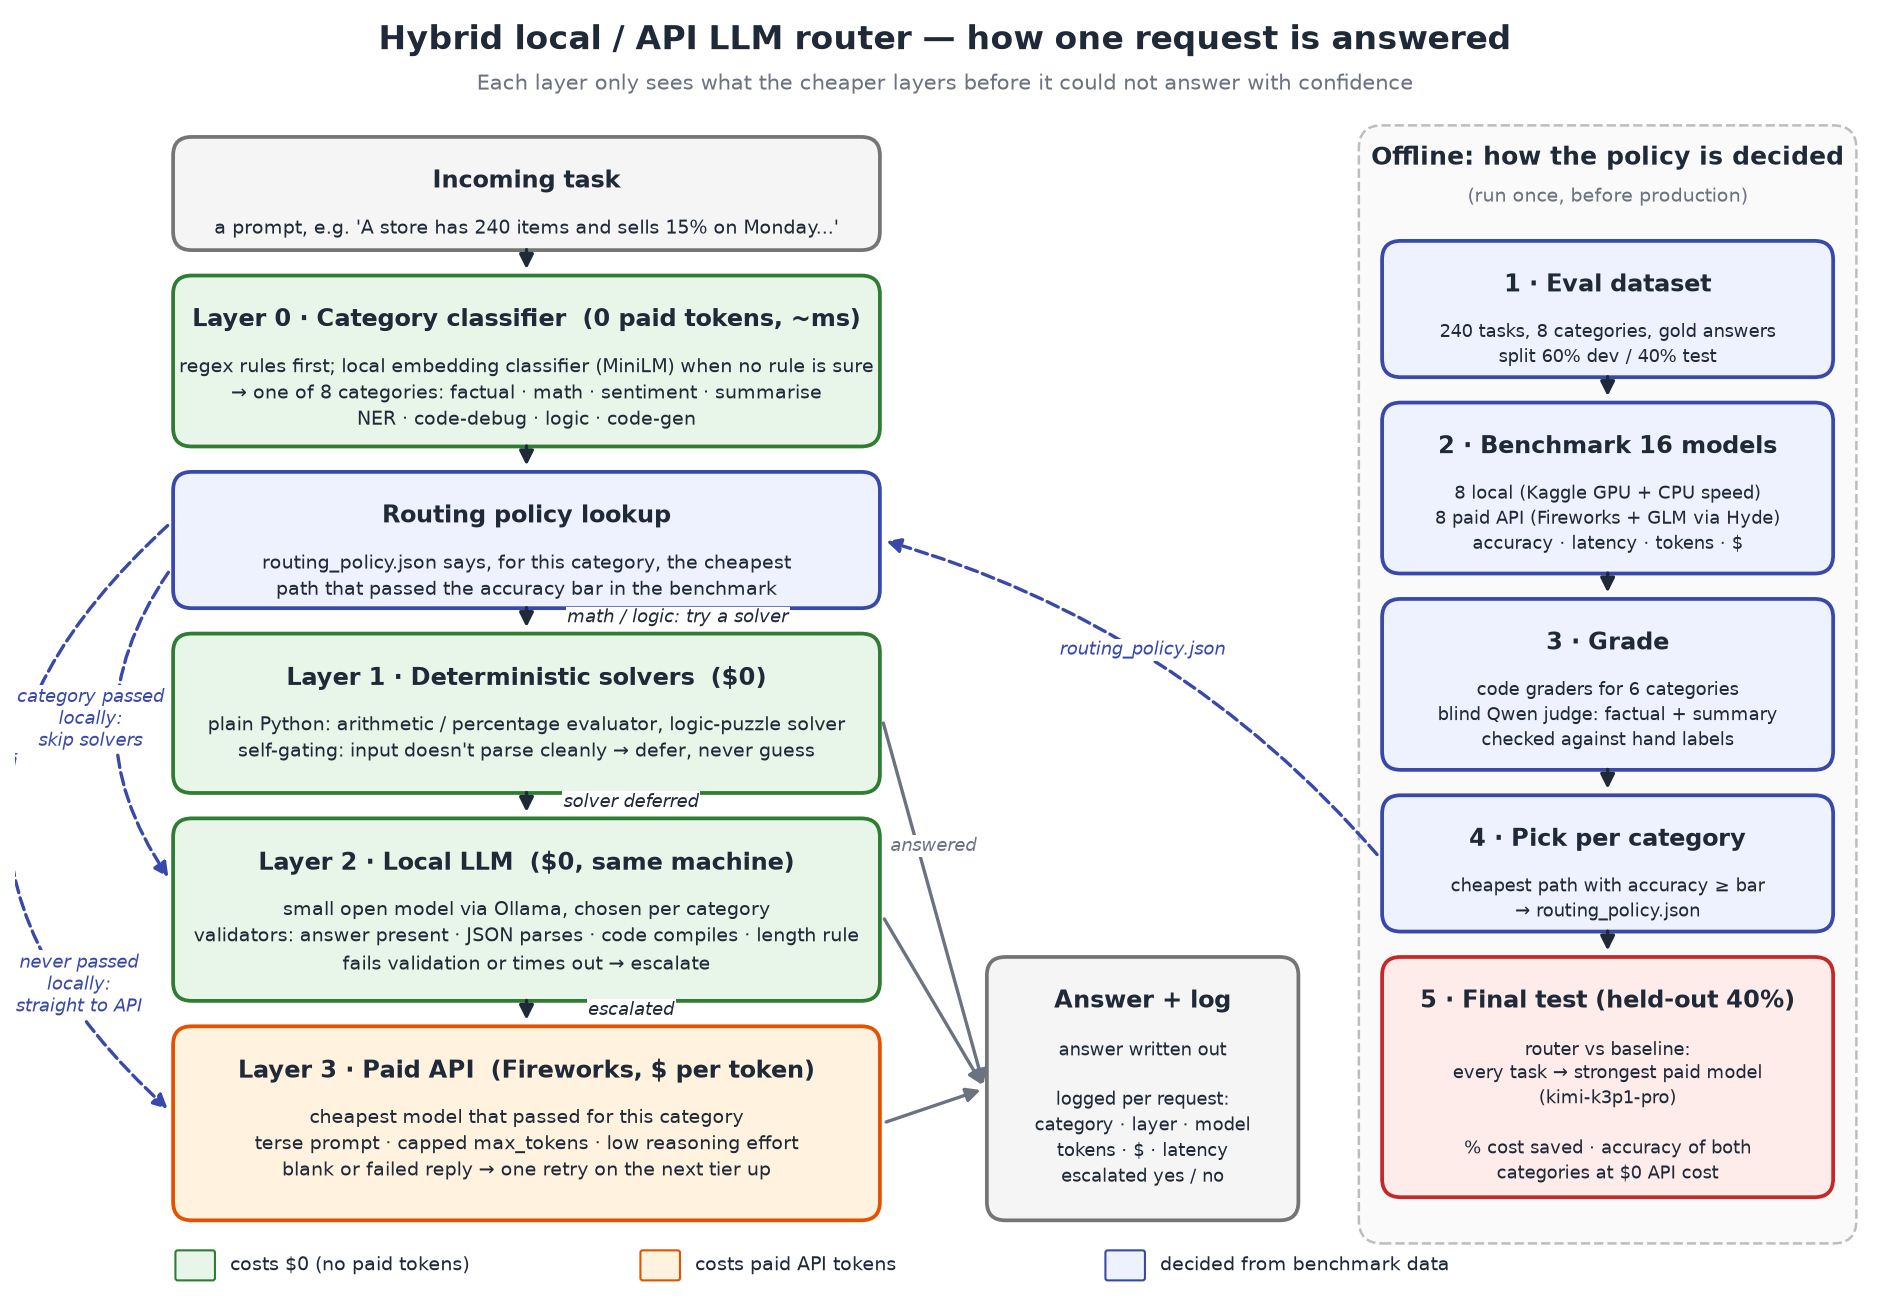 Hybrid local / API LLM router — how one request is answered
Each layer only sees what the cheaper layers before it could not answer with confidence
Incoming task
a prompt, e.g. 'A store has 240 items and sells 15% on Monday...'
Layer 0 · Category classifier  (0 paid tokens, ~ms)
regex rules first; local embedding classifier (MiniLM) when no rule is sure
→ one of 8 categories: factual · math · sentiment · summarise
NER · code-debug · logic · code-gen
Routing policy lookup
routing_policy.json says, for this category, the cheapest
path that passed the accuracy bar in the benchmark
math / logic: try a solver
category passed
locally:
skip solvers
Layer 1 · Deterministic solvers  ($0)
plain Python: arithmetic / percentage evaluator, logic-puzzle solver
self-gating: input doesn't parse cleanly → defer, never guess
solver deferred
answered
Layer 2 · Local LLM  ($0, same machine)
small open model via Ollama, chosen per category
validators: answer present · JSON parses · code compiles · length rule
fails validation or times out → escalate
never passed
locally:
straight to API
escalated
Layer 3 · Paid API  (Fireworks, $ per token)
cheapest model that passed for this category
terse prompt · capped max_tokens · low reasoning effort
blank or failed reply → one retry on the next tier up
Answer + log
answer written out
logged per request:
category · layer · model
tokens · $ · latency
escalated yes / no
routing_policy.json
Offline: how the policy is decided
(run once, before production)
1 · Eval dataset
240 tasks, 8 categories, gold answers
split 60% dev / 40% test
2 · Benchmark 16 models
8 local (Kaggle GPU + CPU speed)
8 paid API (Fireworks + GLM via Hyde)
accuracy · latency · tokens · $
3 · Grade
code graders for 6 categories
blind Qwen judge: factual + summary
checked against hand labels
4 · Pick per category
cheapest path with accuracy ≥ bar
→ routing_policy.json
5 · Final test (held-out 40%)
router vs baseline:
every task → strongest paid model
(kimi-k3p1-pro)
% cost saved · accuracy of both
categories at $0 API cost
costs $0 (no paid tokens)
costs paid API tokens
decided from benchmark data